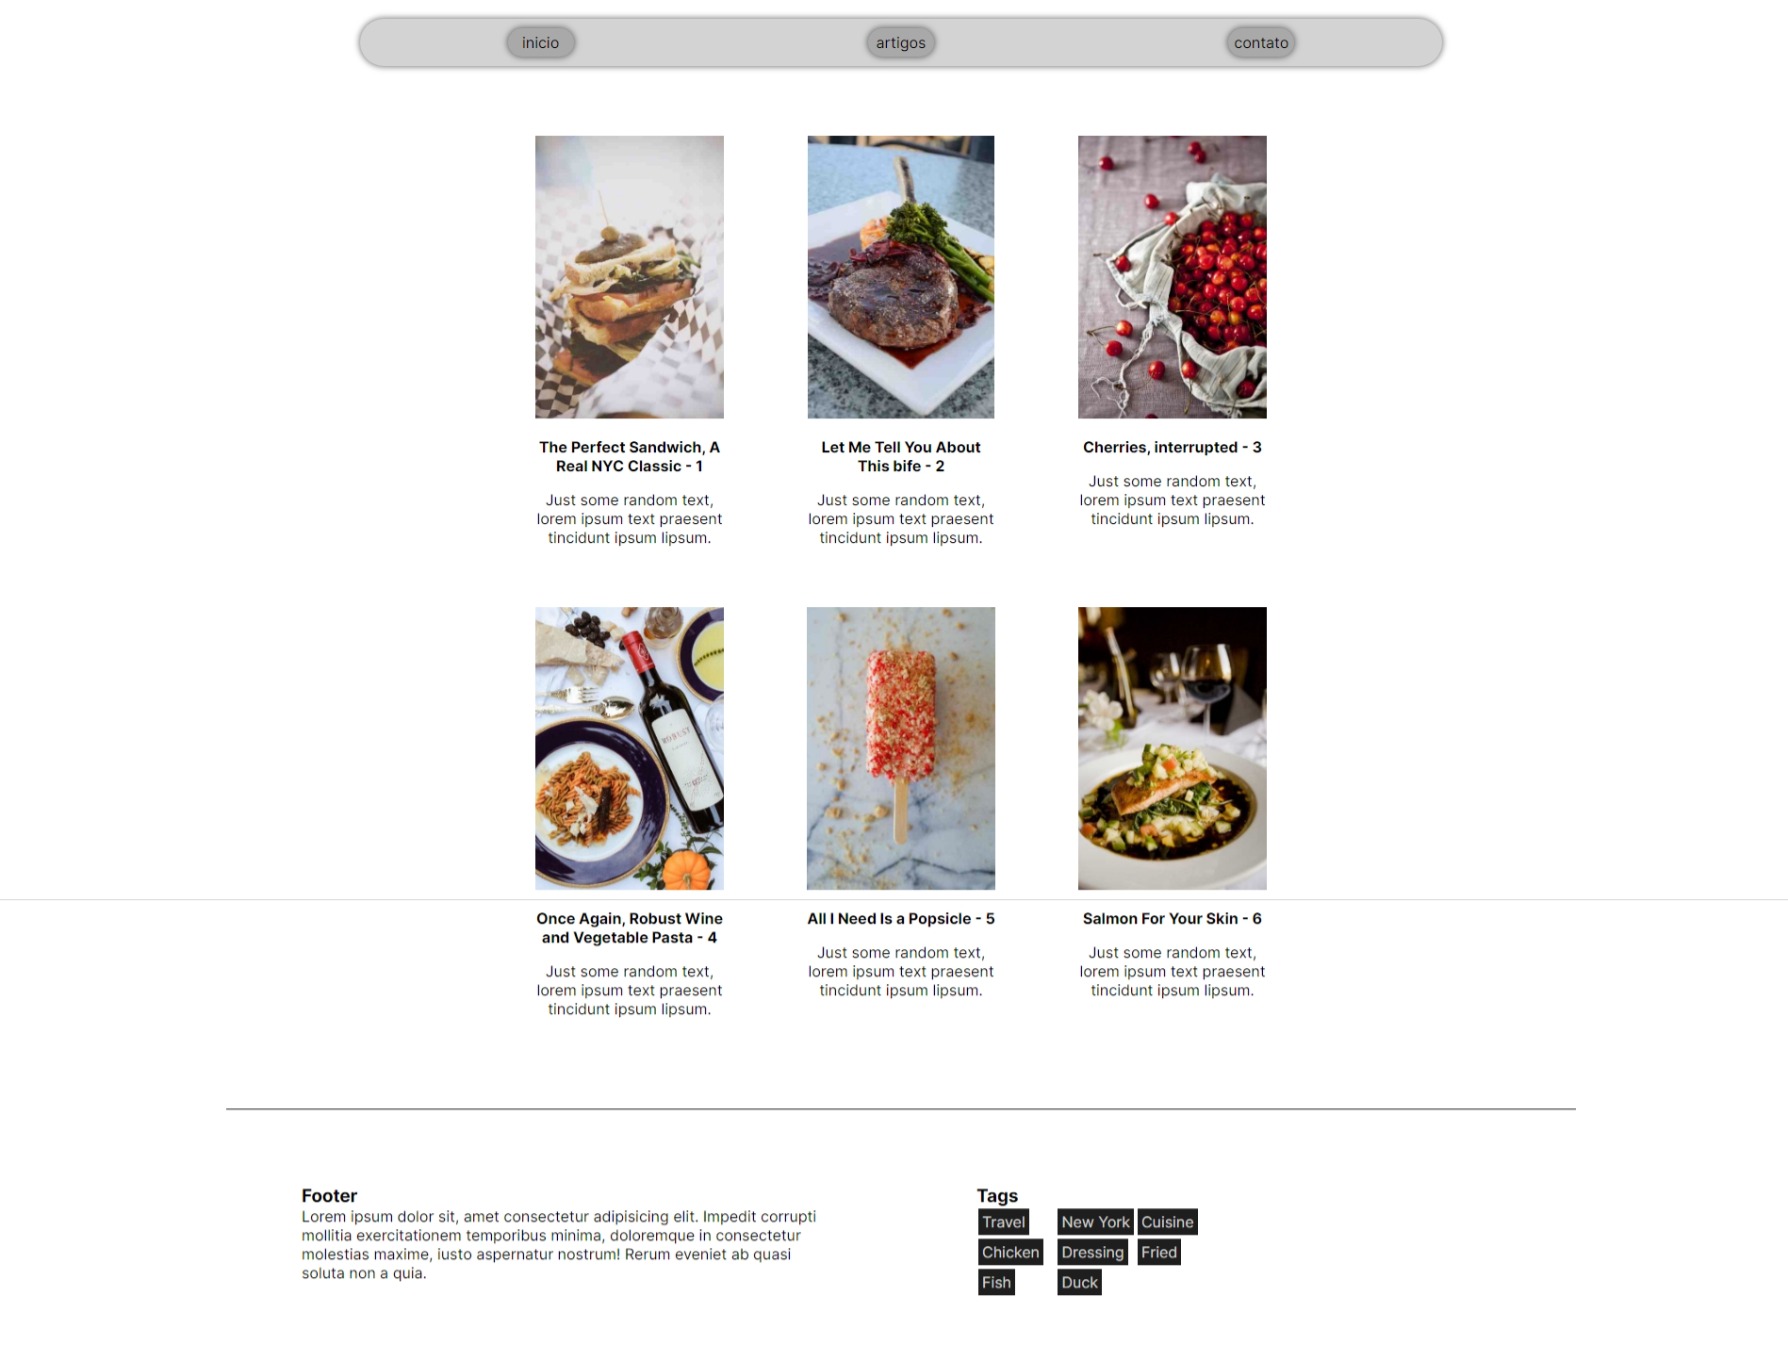 inicio
artigos
contato
The Perfect Sandwich, A
Real NYC Classic - 1
Just some random text,
lorem ipsum text praesent
tincidunt ipsum lipsum.
Let Me Tell You About
This bife - 2
Just some random text,
lorem ipsum text praesent
tincidunt ipsum lipsum.
Cherries, interrupted - 3
Just some random text,
lorem ipsum text praesent
tincidunt ipsum lipsum.
ROBUST
Once Again, Robust Wine
and Vegetable Pasta - 4
Just some random text,
lorem ipsum text praesent
tincidunt ipsum lipsum.
All I Need Is a Popsicle - 5
Just some random text,
lorem ipsum text praesent
tincidunt ipsum lipsum.
Salmon For Your Skin - 6
Just some random text,
lorem ipsum text praesent
tincidunt ipsum lipsum.
Footer
Lorem ipsum dolor sit, amet consectetur adipisicing elit. Impedit corrupti
mollitia exercitationem temporibus minima, doloremque in consectetur
molestias maxime, iusto aspernatur nostrum! Rerum eveniet ab quasi
soluta non a quia.
Tags
Travel New York Cuisine
Chicken Dressing Fried
Fish Duck